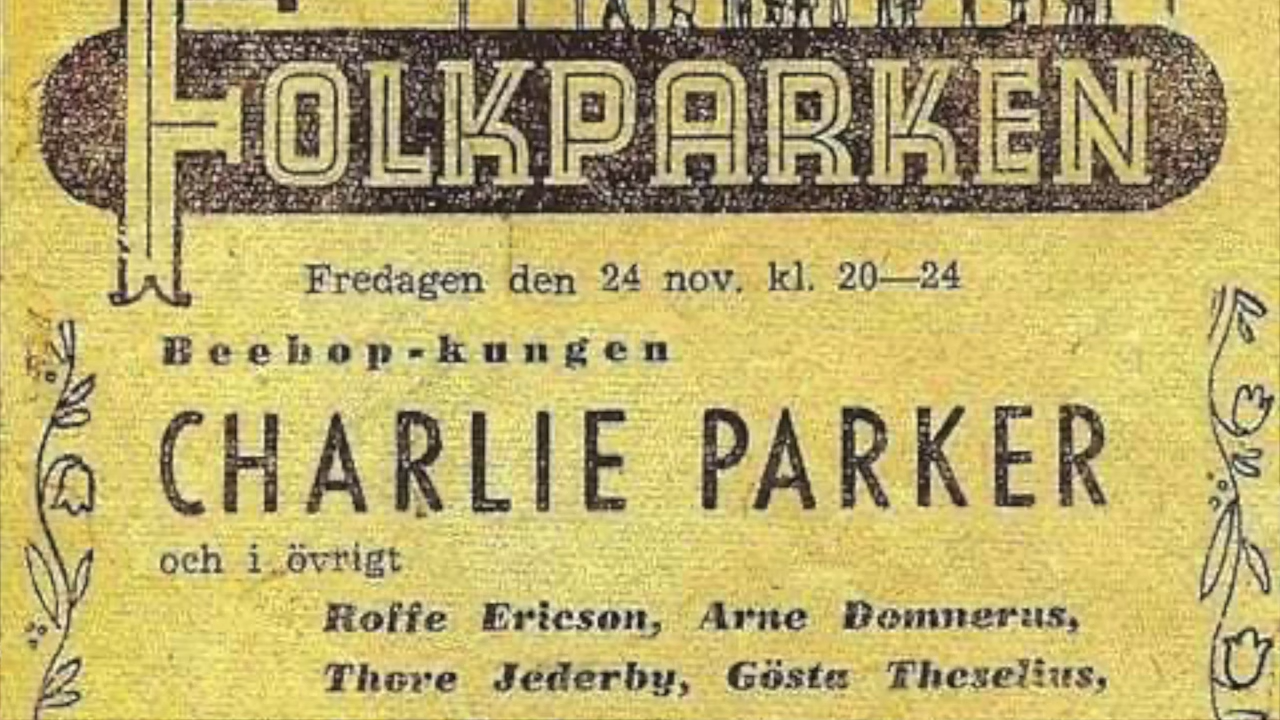 FOLKPARKEN
Fredagen den 24 nov. kl. 20—24
Beebop-kungen
CHARLIE PARKER
och i övrigt
Roffe Ericson, Arne Domnerus,
Thore Jederby, Gösta Theselius,